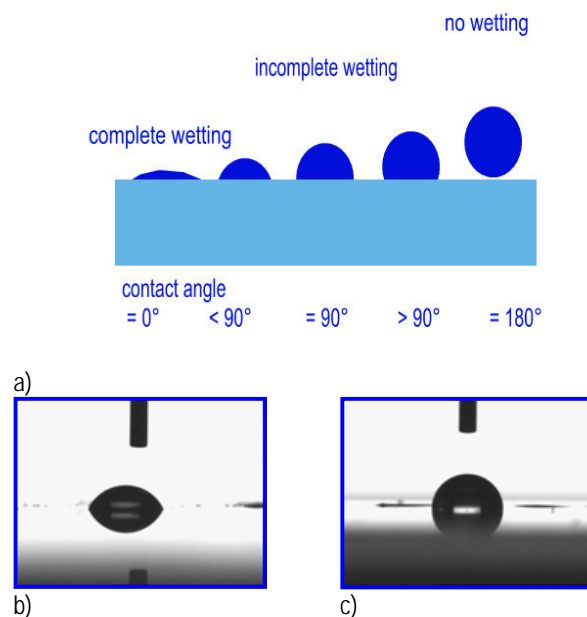 no wetting
incomplete wetting
complete wetting
contact angle
= 0° < 90° = 90° > 90° = 180°
a)
b) c)